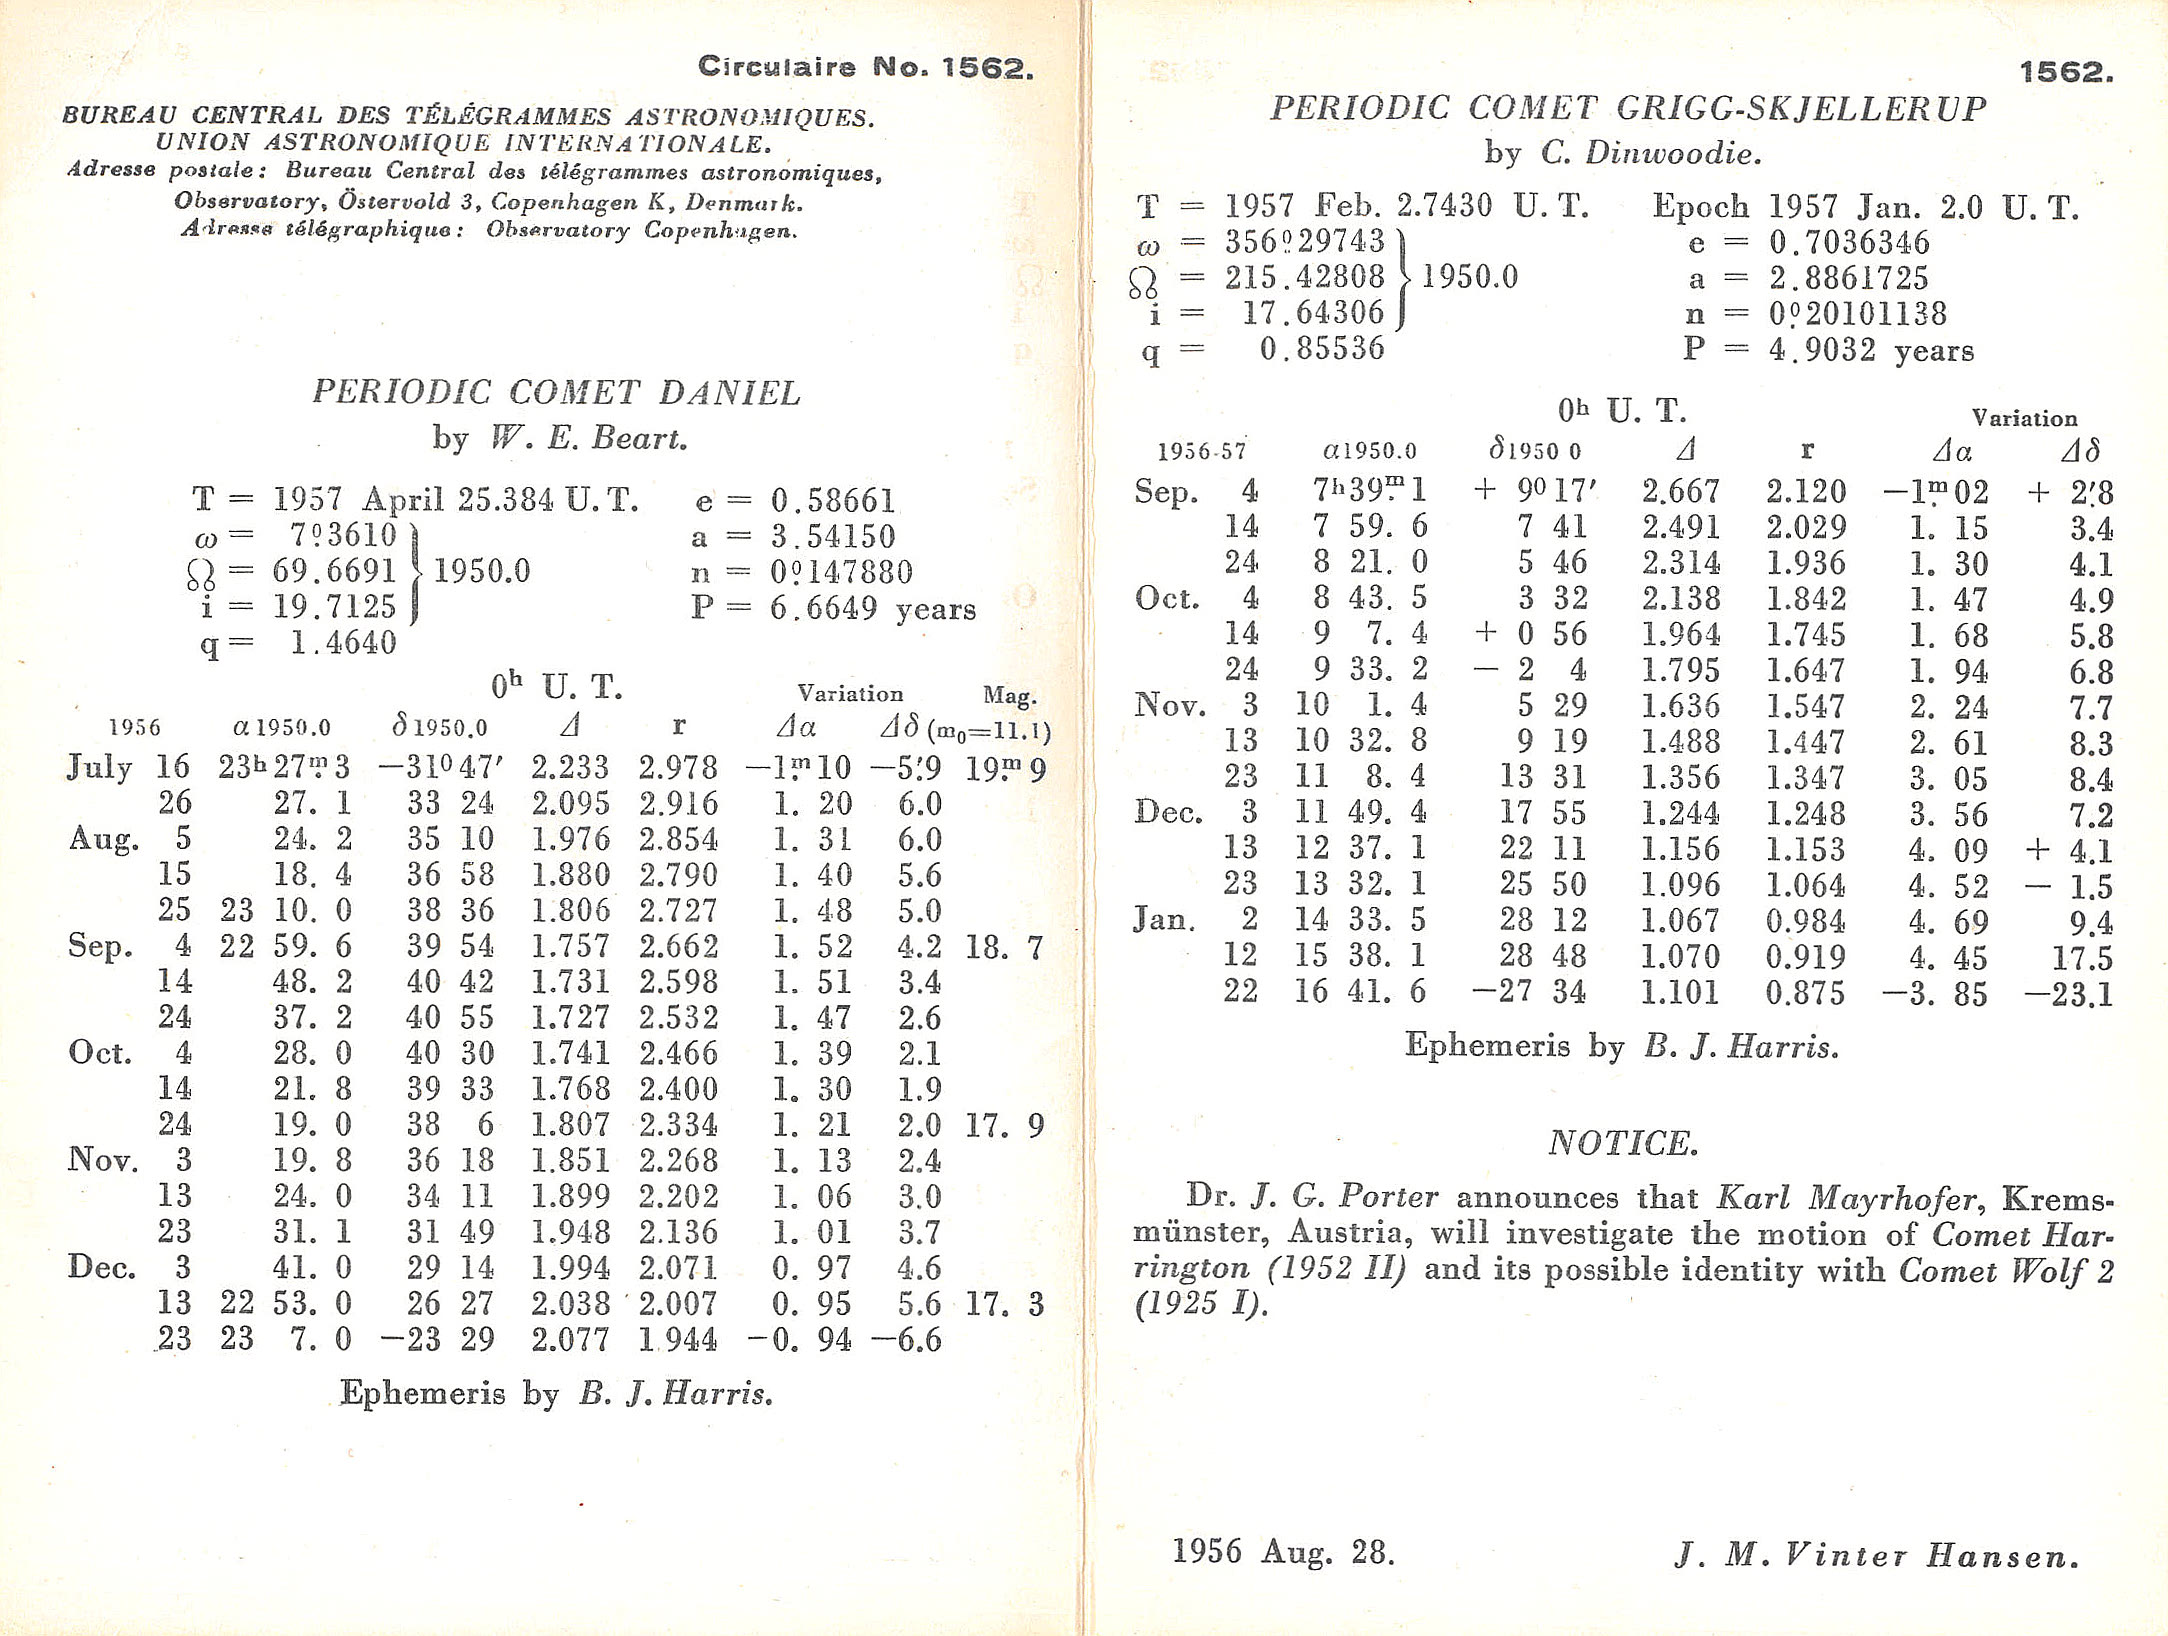 Circulaire No. 1562.
BUREAU CENTRAL DES TÉLÉGRAMMES ASTRONOMIQUES.
UNION ASTRONOMIQUE INTERNATIONALE.
Adresse postale: Bureau Central des télégrammes astronomiques,
Observatory, Östervold 3, Copenhagen K, Denmark.
Adresse télégraphique: Observatory Copenhagen.
PERIODIC COMET DANIEL
by W. E. Beart.
T = 1957 April 25.384 U. T. e = 0.58661
ω = 7º.3610 a = 3.54150
☊ = 69.6691 } 1950.0 n = 0º.147880
i = 19.7125 P = 6.6649 years
q = 1.4640
0h U. T. Variation Mag.
1956 α1950.0 δ1950.0 Δ r Δα Δδ (m₀=11.1)
July 16 23h27m.3 −31º47′ 2.233 2.978 −1m.10 −5′.9 19m.9
26 27. 1 33 24 2.095 2.916 1. 20 6.0
Aug. 5 24. 2 35 10 1.976 2.854 1. 31 6.0
15 18. 4 36 58 1.880 2.790 1. 40 5.6
25 23 10. 0 38 36 1.806 2.727 1. 48 5.0
Sep. 4 22 59. 6 39 54 1.757 2.662 1. 52 4.2 18. 7
14 48. 2 40 42 1.731 2.598 1. 51 3.4
24 37. 2 40 55 1.727 2.532 1. 47 2.6
Oct. 4 28. 0 40 30 1.741 2.466 1. 39 2.1
14 21. 8 39 33 1.768 2.400 1. 30 1.9
24 19. 0 38 6 1.807 2.334 1. 21 2.0 17. 9
Nov. 3 19. 8 36 18 1.851 2.268 1. 13 2.4
13 24. 0 34 11 1.899 2.202 1. 06 3.0
23 31. 1 31 49 1.948 2.136 1. 01 3.7
Dec. 3 41. 0 29 14 1.994 2.071 0. 97 4.6
13 22 53. 0 26 27 2.038 2.007 0. 95 5.6 17. 3
23 23 7. 0 −23 29 2.077 1.944 −0. 94 −6.6
Ephemeris by B. J. Harris.
1562.
PERIODIC COMET GRIGG-SKJELLERUP
by C. Dinwoodie.
T = 1957 Feb. 2.7430 U. T. Epoch 1957 Jan. 2.0 U. T.
ω = 356º.29743 e = 0.7036346
☊ = 215.42808 } 1950.0 a = 2.8861725
i = 17.64306 n = 0º.20101138
q = 0.85536 P = 4.9032 years
0h U. T. Variation
1956-57 α1950.0 δ1950 0 Δ r Δα Δδ
Sep. 4 7h39m.1 + 9º17′ 2.667 2.120 −1m.02 + 2′.8
14 7 59. 6 7 41 2.491 2.029 1. 15 3.4
24 8 21. 0 5 46 2.314 1.936 1. 30 4.1
Oct. 4 8 43. 5 3 32 2.138 1.842 1. 47 4.9
14 9 7. 4 + 0 56 1.964 1.745 1. 68 5.8
24 9 33. 2 − 2 4 1.795 1.647 1. 94 6.8
Nov. 3 10 1. 4 5 29 1.636 1.547 2. 24 7.7
13 10 32. 8 9 19 1.488 1.447 2. 61 8.3
23 11 8. 4 13 31 1.356 1.347 3. 05 8.4
Dec. 3 11 49. 4 17 55 1.244 1.248 3. 56 7.2
13 12 37. 1 22 11 1.156 1.153 4. 09 + 4.1
23 13 32. 1 25 50 1.096 1.064 4. 52 − 1.5
Jan. 2 14 33. 5 28 12 1.067 0.984 4. 69 9.4
12 15 38. 1 28 48 1.070 0.919 4. 45 17.5
22 16 41. 6 −27 34 1.101 0.875 −3. 85 −23.1
Ephemeris by B. J. Harris.
NOTICE.
Dr. J. G. Porter announces that Karl Mayrhofer, Krems-
münster, Austria, will investigate the motion of Comet Har-
rington (1952 II) and its possible identity with Comet Wolf 2
(1925 I).
1956 Aug. 28. J. M. Vinter Hansen.